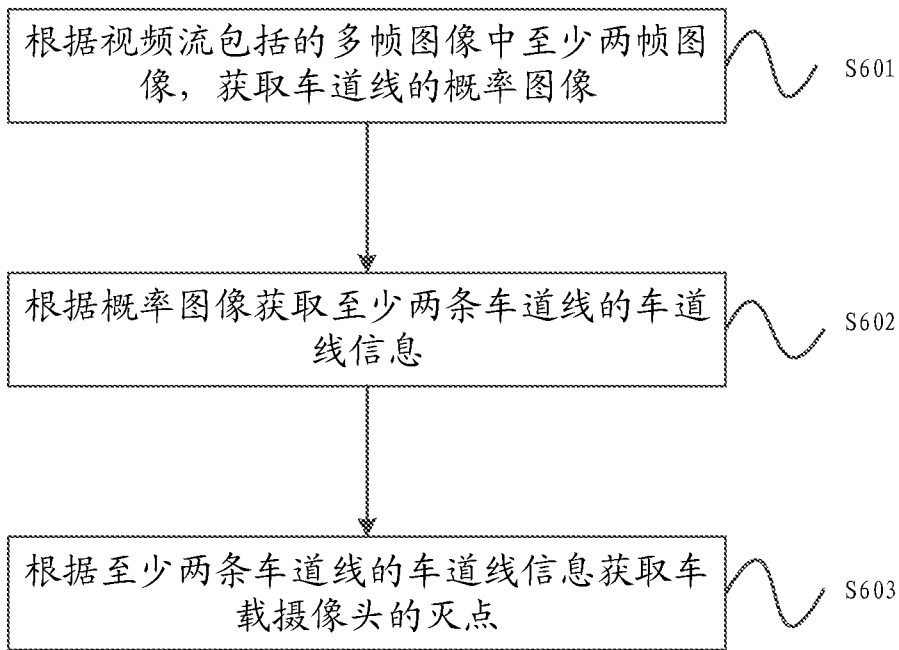 根据视频流包括的多帧图像中至少两帧图
像，获取车道线的概率图像
S601
根据概率图像获取至少两条车道线的车道
线信息
S602
根据至少两条车道线的车道线信息获取车
载摄像头的灭点
S603